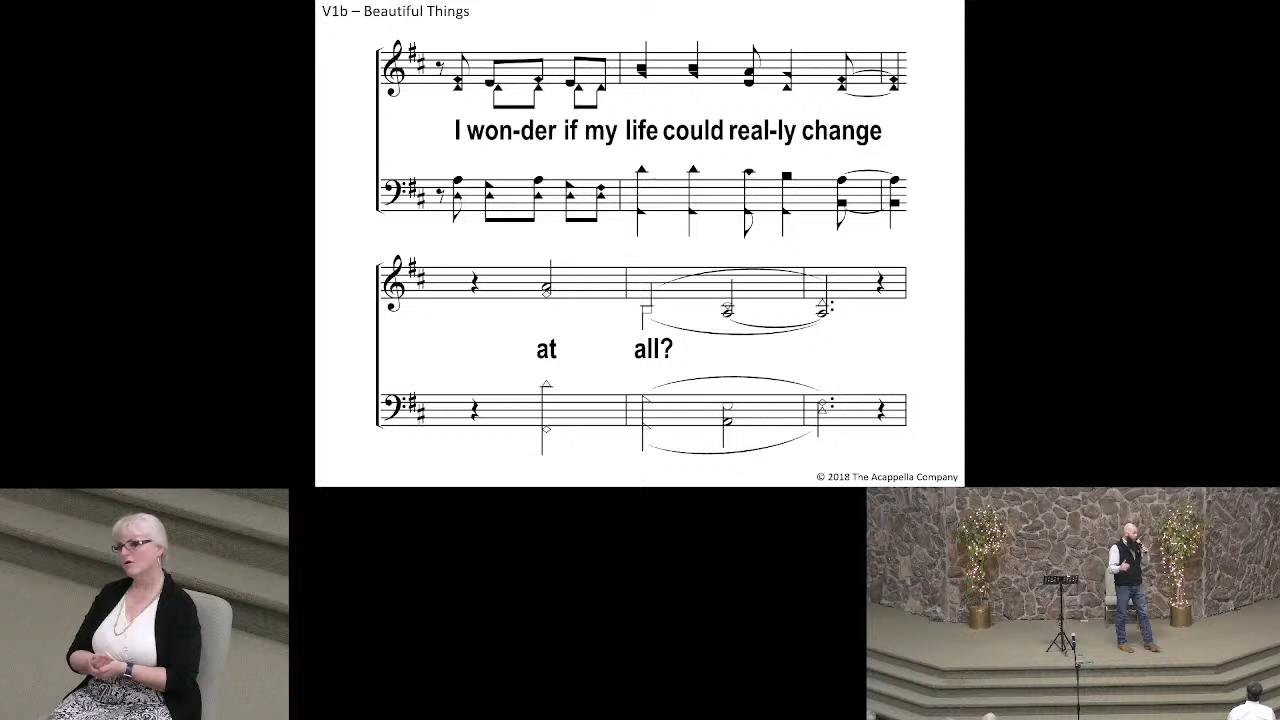 V1b – Beautiful Things
I won-der if my life could real-ly change
at all?
© 2018 The Acappella Company